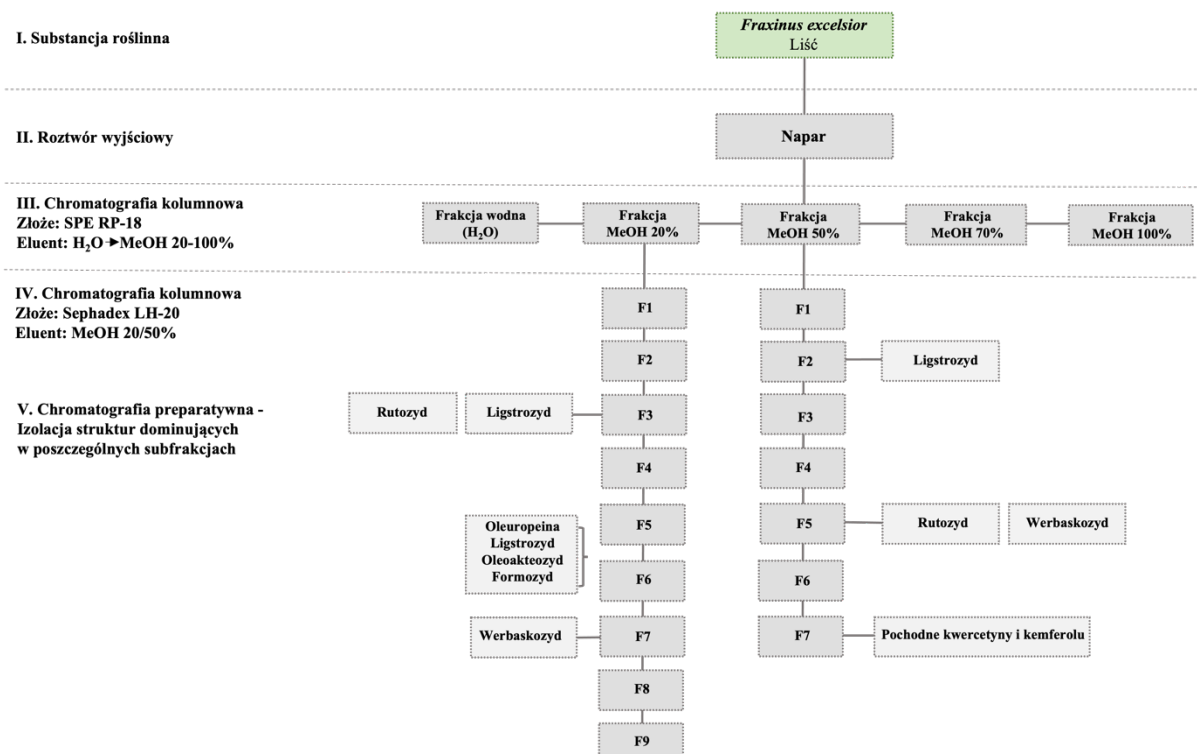 I. Substancja roślinna
Fraxinus excelsior
Liść
II. Roztwór wyjściowy
Napar
III. Chromatografia kolumnowa
Złoże: SPE RP-18
Eluent: H₂O➔MeOH 20-100%
Frakcja wodna
(H₂O)
Frakcja
MeOH 20%
Frakcja
MeOH 50%
Frakcja
MeOH 70%
Frakcja
MeOH 100%
IV. Chromatografia kolumnowa
Złoże: Sephadex LH-20
Eluent: MeOH 20/50%
V. Chromatografia preparatywna -
Izolacja struktur dominujących
w poszczególnych subfrakcjach
F1
F2
Rutozyd
Ligstrozyd
F3
F4
F5
Oleuropeina
Ligstrozyd
Oleoakteozyd
Formozyd
F6
Werbaskozyd
F7
F8
F9
F1
F2
Ligstrozyd
F3
F4
F5
Rutozyd
Werbaskozyd
F6
F7
Pochodne kwercetyny i kemferolu